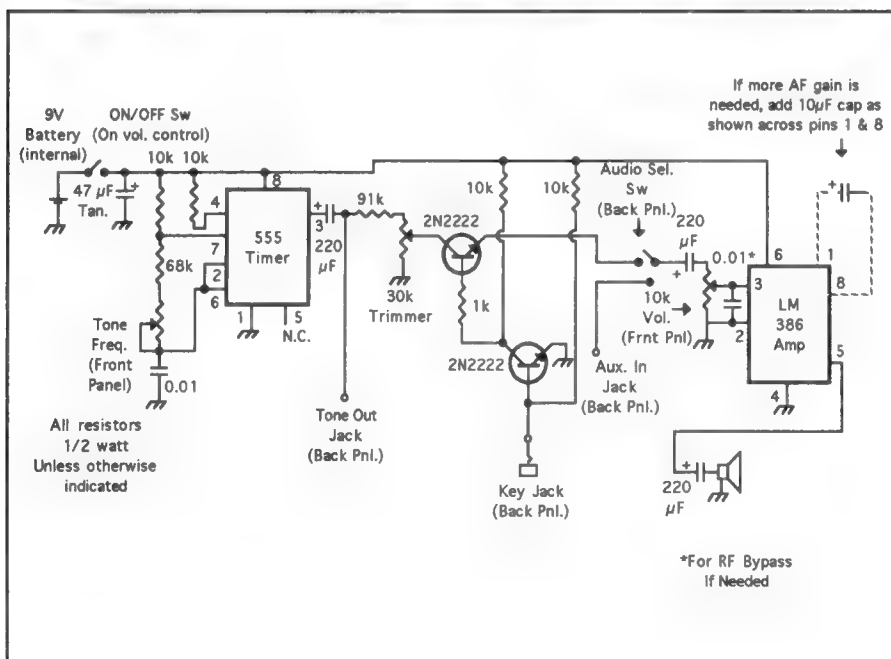 If more AF gain is
needed, add 10µF cap as
shown across pins 1 & 8
9V
Battery
(internal)
ON/OFF Sw
(On vol. control)
10k
10k
47 µF
Tan.
+
4
8
7
2
6
555
Timer
3
1
5
N.C.
68k
Tone
Freq.
(Front
Panel)
0.01
All resistors
1/2 watt
Unless otherwise
indicated
+
220
µF
91k
30k
Trimmer
Tone Out
Jack
(Back Pnl.)
2N2222
1k
10k
10k
2N2222
Key Jack
(Back Pnl.)
Audio Sel.
Sw
(Back Pnl.)
220
µF
+
0.01*
10k
Vol.
(Frnt Pnl)
Aux. In
Jack
(Back Pnl.)
6
1
3
8
LM
386
Amp
2
5
4
+
220
µF
+
*For RF Bypass
If Needed